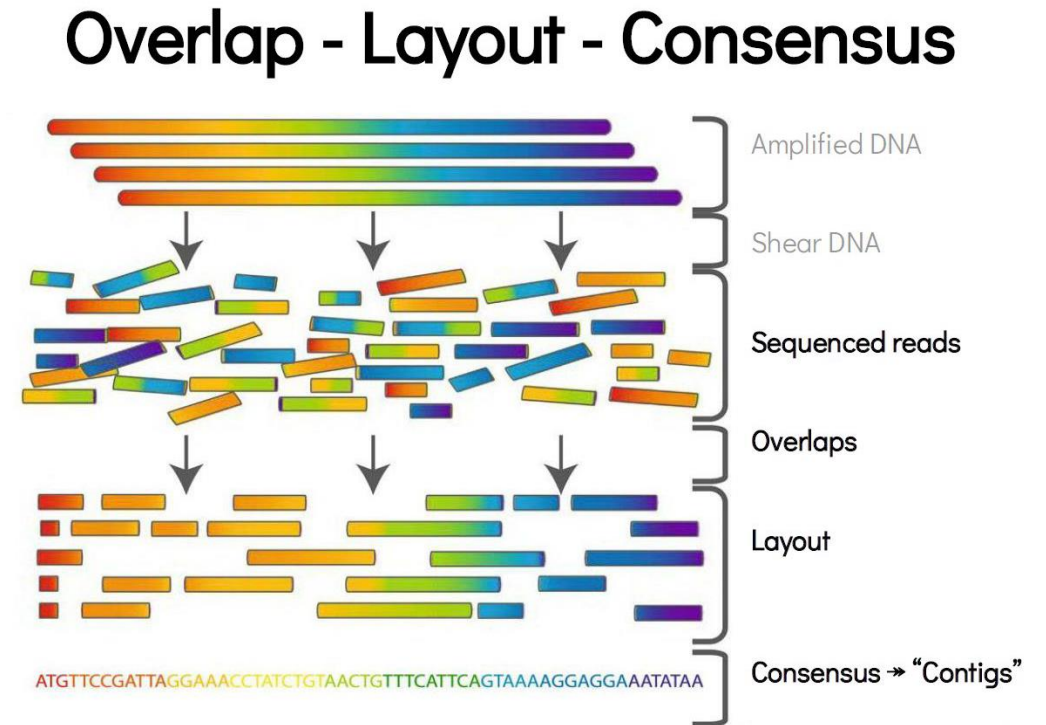 Overlap - Layout - Consensus
Amplified DNA
Shear DNA
Sequenced reads
Overlaps
Layout
Consensus ↠ “Contigs”
ATGTTCCGATTAGGAAACCTATCTGTAACTGTTTCATTCAGTAAAAGGAGGAAATATAA